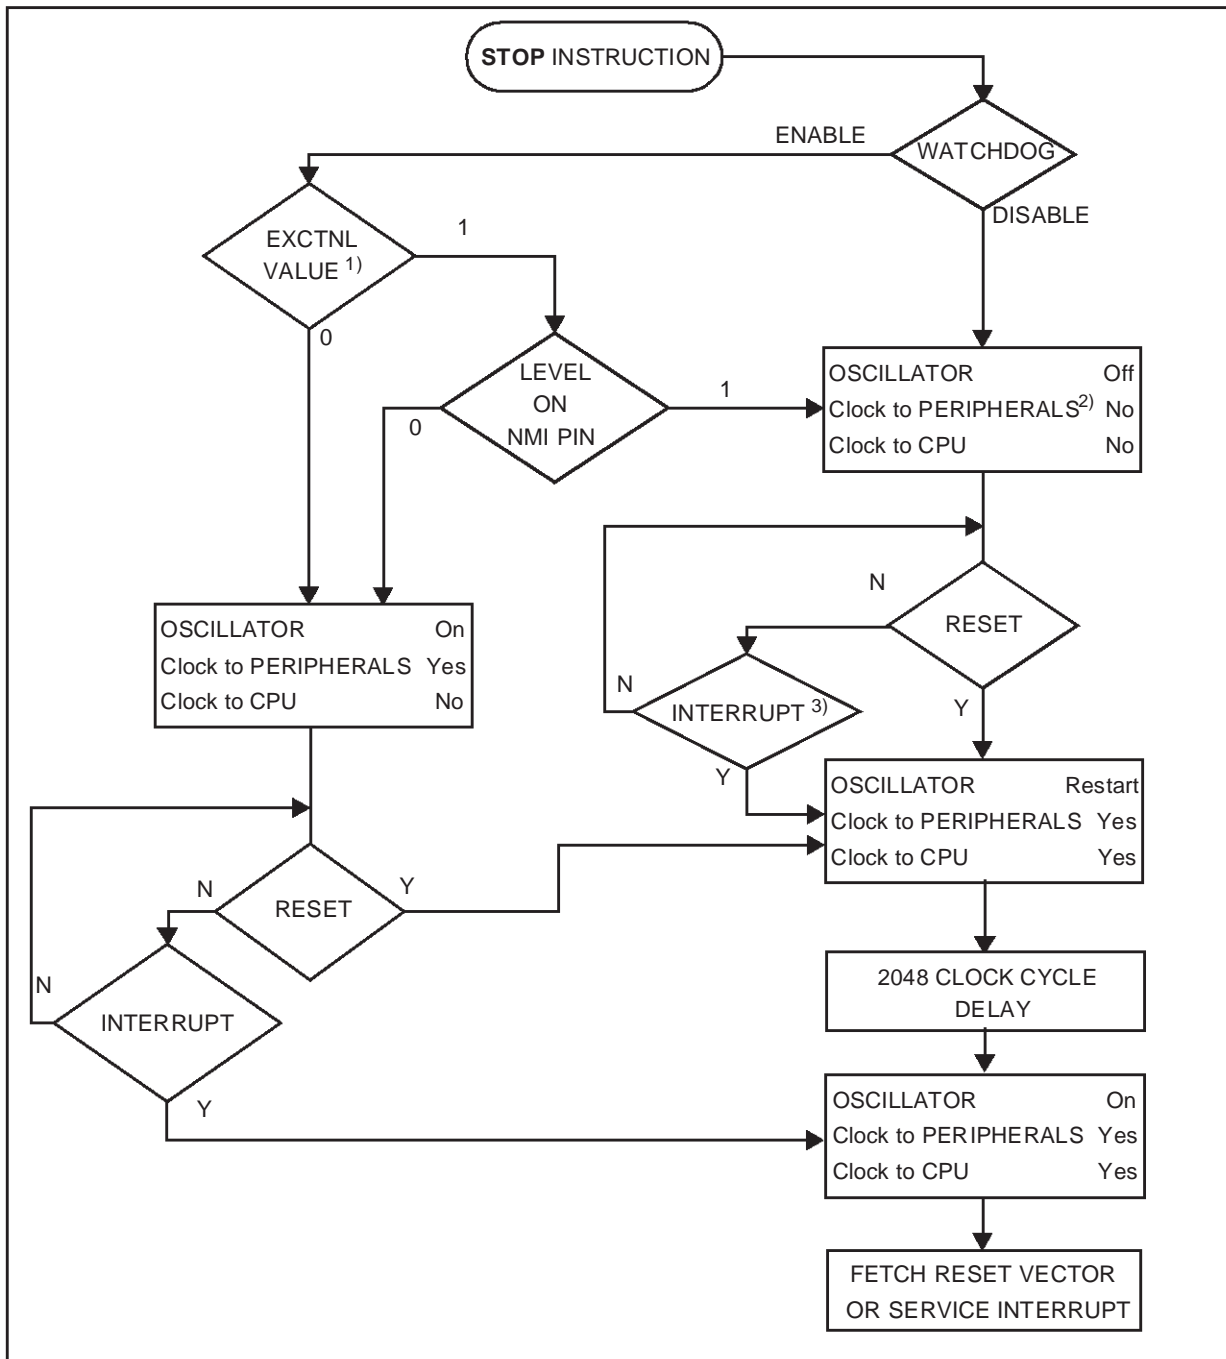 STOP INSTRUCTION
ENABLE
WATCHDOG
DISABLE
EXCTNL
VALUE 1)
1
0
LEVEL
ON
NMI PIN
1
0
OSCILLATOR Off
Clock to PERIPHERALS2) No
Clock to CPU No
N
RESET
Y
OSCILLATOR On
Clock to PERIPHERALS Yes
Clock to CPU No
N
INTERRUPT 3)
Y
OSCILLATOR Restart
Clock to PERIPHERALS Yes
Clock to CPU Yes
N
RESET
Y
N
INTERRUPT
Y
2048 CLOCK CYCLE
DELAY
OSCILLATOR On
Clock to PERIPHERALS Yes
Clock to CPU Yes
FETCH RESET VECTOR
OR SERVICE INTERRUPT